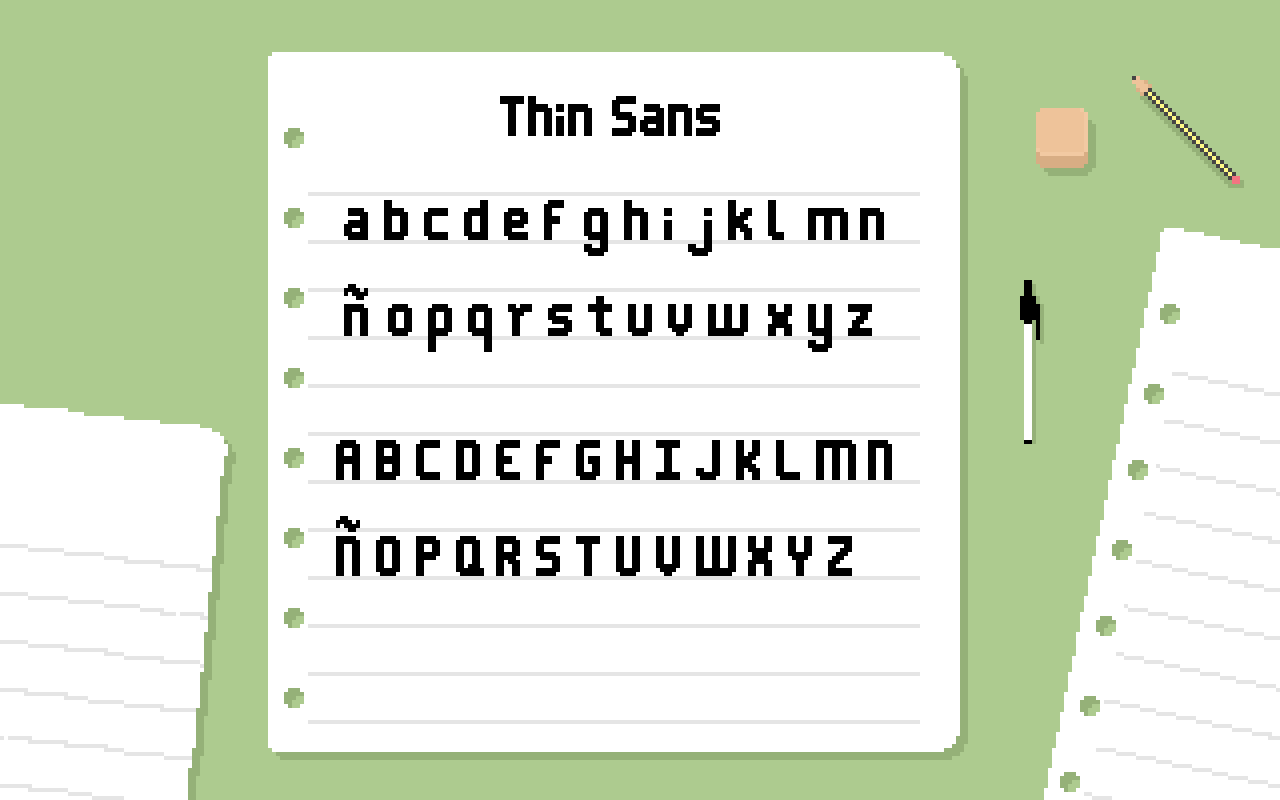 Thin Sans
a b c d e f g h i j k l m n
ñ o p q r s t u v w x y z
A B C D E F G H I J K L M N
Ñ O P Q R S T U V W X Y Z